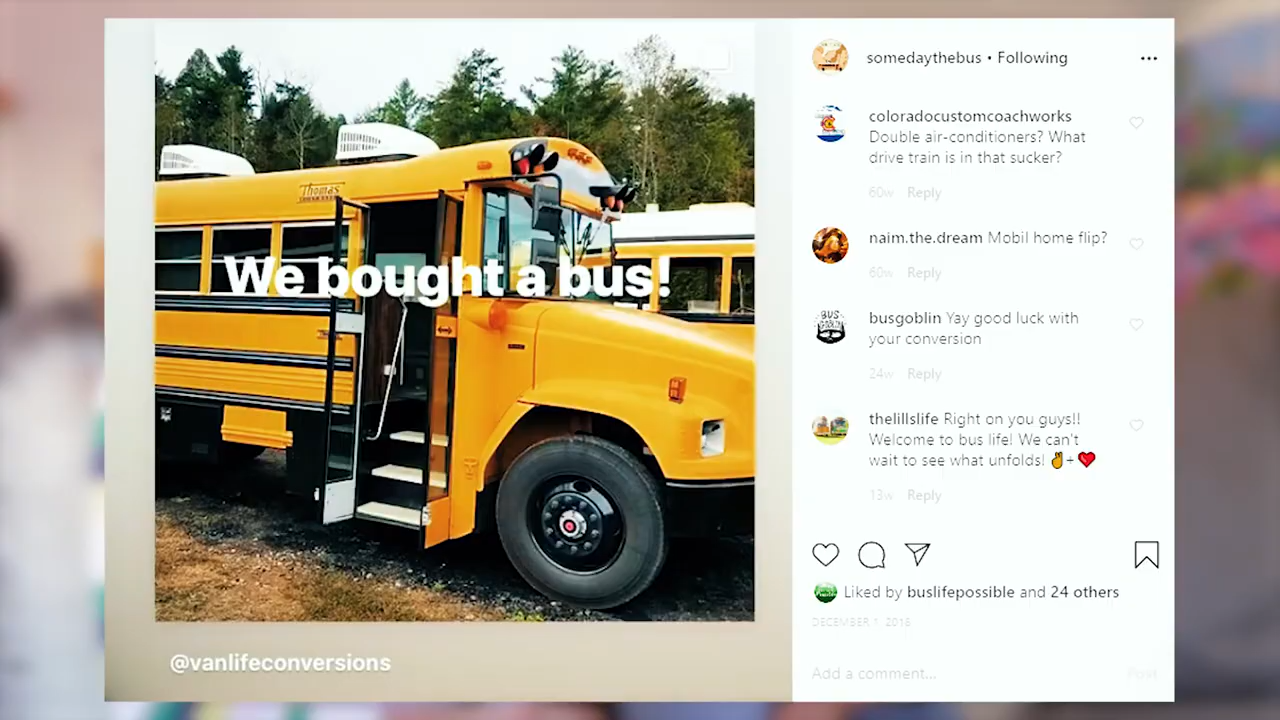 Thomas
We bought a bus!
@vanlifeconversions
somedaythebus • Following
coloradocustomcoachworks
Double air-conditioners? What
drive train is in that sucker?
60w Reply
naim.the.dream Mobil home flip?
60w Reply
BUS
GOBLIN
busgoblin Yay good luck with
your conversion
24w Reply
thelillslife Right on you guys!!
Welcome to bus life! We can't
wait to see what unfolds! ✌️+❤️
13w Reply
Liked by buslifepossible and 24 others
DECEMBER 1, 2018
Add a comment...
Post